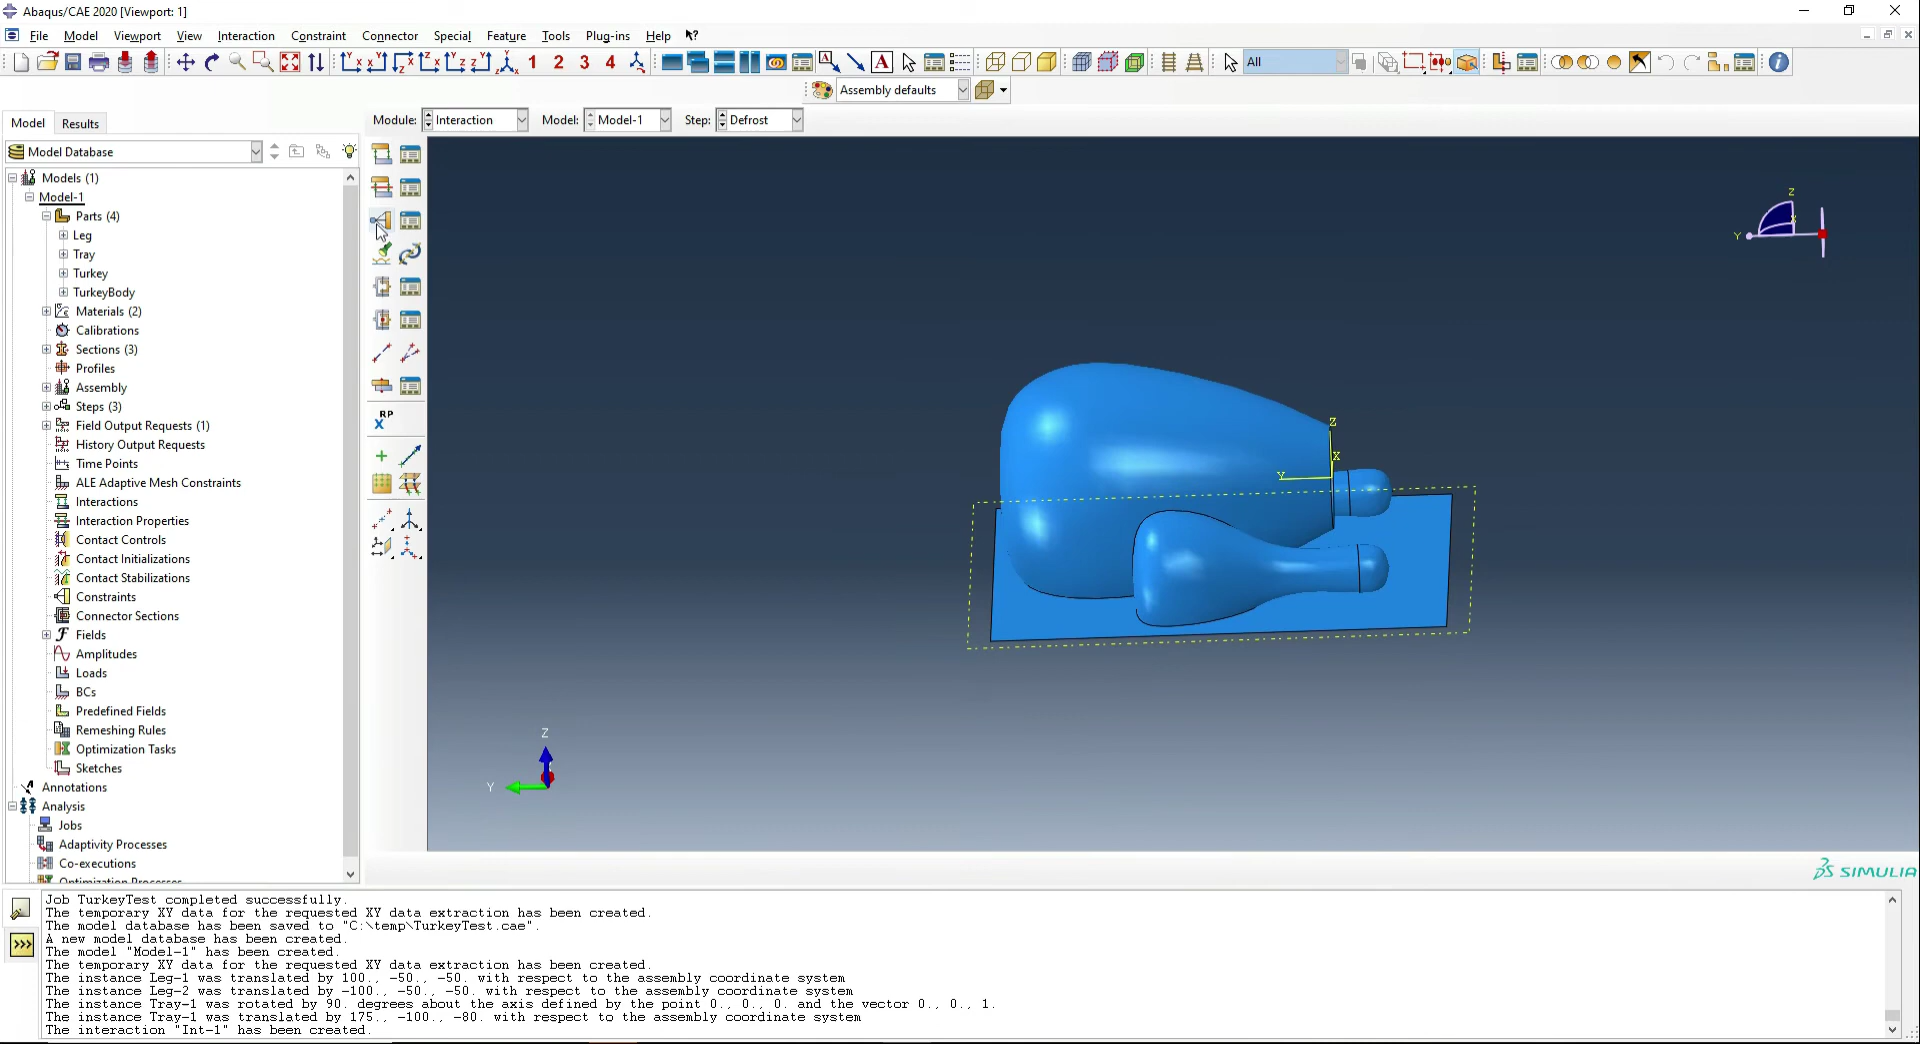 Abaqus/CAE 2020 [Viewport: 1]
File Model Viewport View Interaction Constraint Connector Special Feature Tools Plug-ins Help
1 2 3 4 A A All
Assembly defaults
Model Results
Module: Interaction Model: Model-1 Step: Defrost
Model Database
Models (1)
Model-1
Parts (4)
Leg
Tray
Turkey
TurkeyBody
Materials (2)
Calibrations
Sections (3)
Profiles
Assembly
Steps (3)
Field Output Requests (1)
History Output Requests
Time Points
ALE Adaptive Mesh Constraints
Interactions
Interaction Properties
Contact Controls
Contact Initializations
Contact Stabilizations
Constraints
Connector Sections
Fields
Amplitudes
Loads
BCs
Predefined Fields
Remeshing Rules
Optimization Tasks
Sketches
Annotations
Analysis
Jobs
Adaptivity Processes
Co-executions
Optimization Processes
RP
X
Z
Y
Z
X
Y
Z
Y
SIMULIA
Job TurkeyTest completed successfully.
The temporary XY data for the requested XY data extraction has been created.
The model database has been saved to "C:\temp\TurkeyTest.cae".
A new model database has been created.
The model "Model-1" has been created.
The temporary XY data for the requested XY data extraction has been created.
The instance Leg-1 was translated by 100., -50., -50. with respect to the assembly coordinate system
The instance Leg-2 was translated by -100., -50., -50. with respect to the assembly coordinate system
The instance Tray-1 was rotated by 90. degrees about the axis defined by the point 0., 0., 0. and the vector 0., 0., 1.
The instance Tray-1 was translated by 175., -100., -80. with respect to the assembly coordinate system
The interaction "Int-1" has been created.